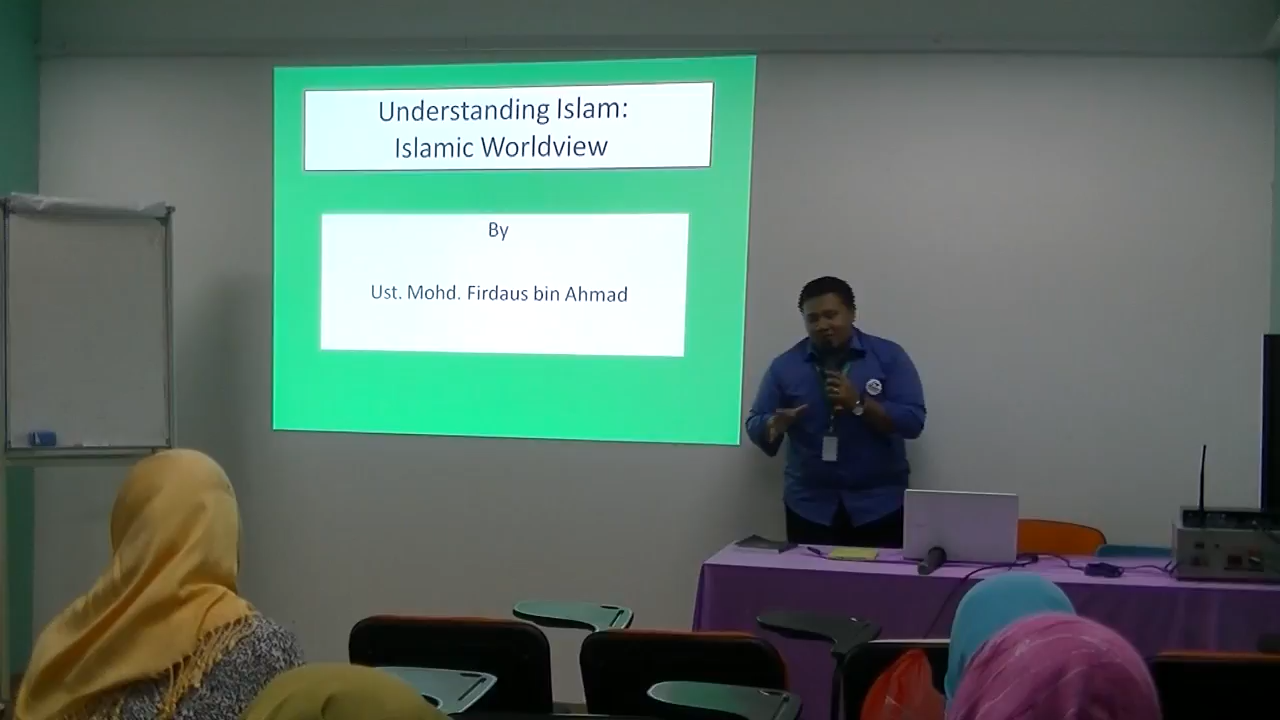 Understanding Islam:
Islamic Worldview
By
Ust. Mohd. Firdaus bin Ahmad